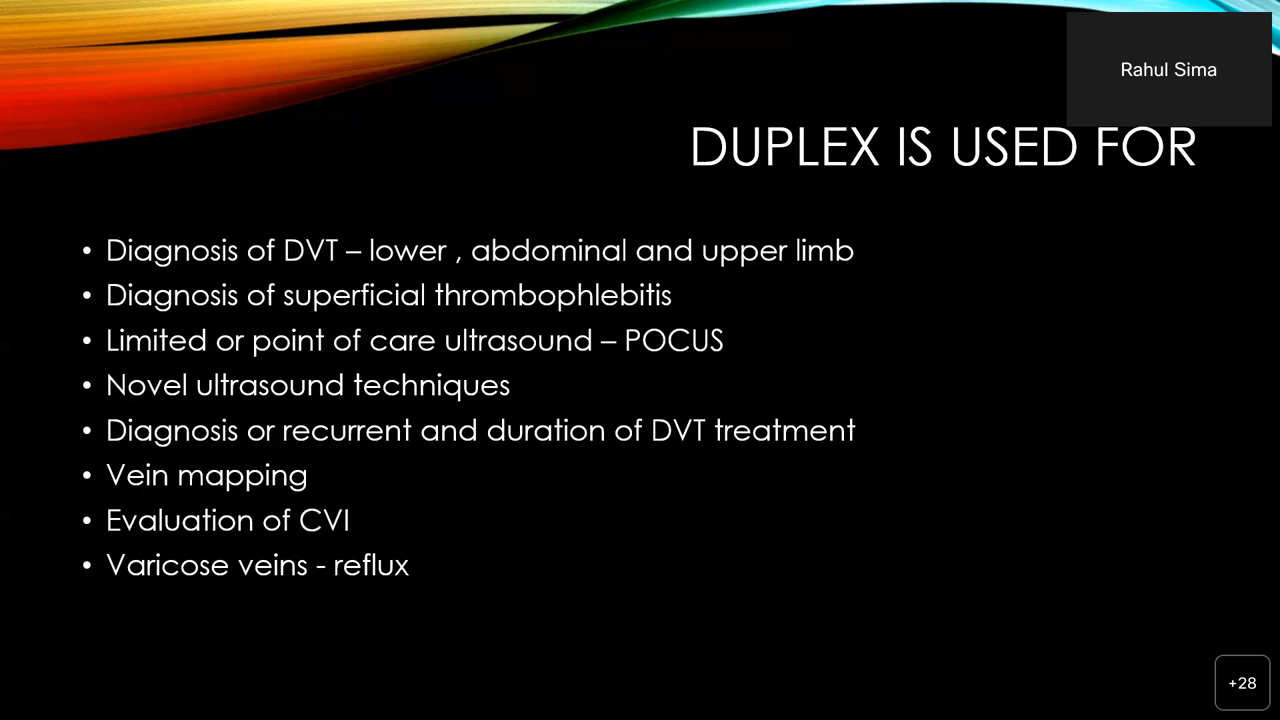 Rahul Sima
DUPLEX IS USED FOR
• Diagnosis of DVT – lower , abdominal and upper limb
• Diagnosis of superficial thrombophlebitis
• Limited or point of care ultrasound – POCUS
• Novel ultrasound techniques
• Diagnosis or recurrent and duration of DVT treatment
• Vein mapping
• Evaluation of CVI
• Varicose veins - reflux
+28